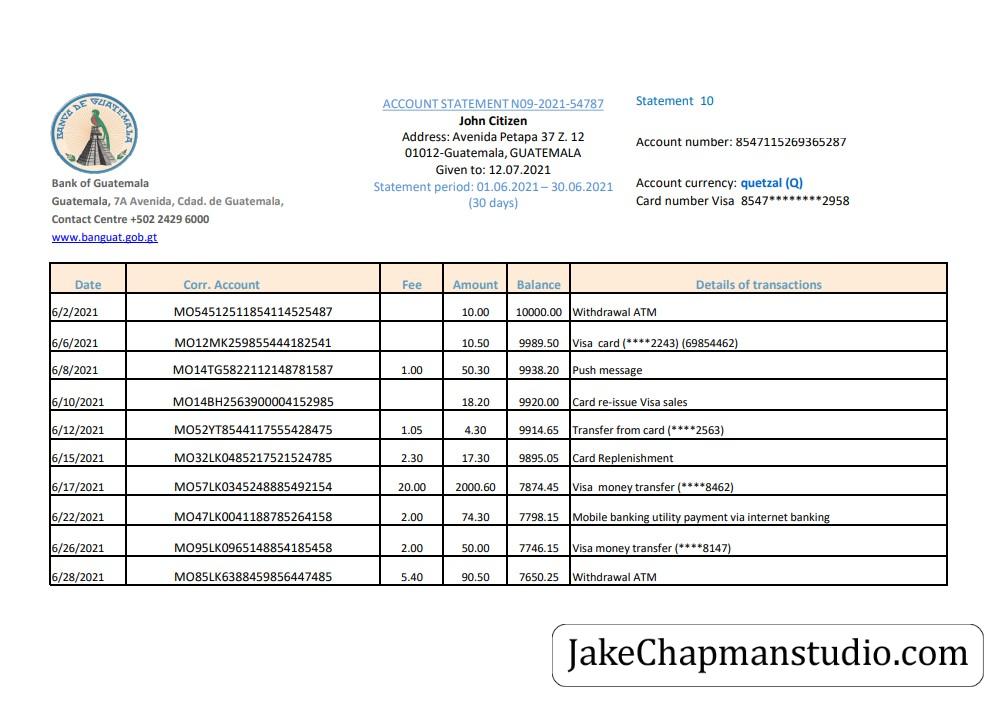 BANCO DE GUATEMALA
Bank of Guatemala
Guatemala, 7A Avenida, Cdad. de Guatemala,
Contact Centre +502 2429 6000
www.banguat.gob.gt
ACCOUNT STATEMENT N09-2021-54787
John Citizen
Address: Avenida Petapa 37 Z. 12
01012-Guatemala, GUATEMALA
Given to: 12.07.2021
Statement period: 01.06.2021 – 30.06.2021
(30 days)
Statement 10
Account number: 8547115269365287
Account currency: quetzal (Q)
Card number Visa 8547********2958
Date Corr. Account Fee Amount Balance Details of transactions
6/2/2021 MO54512511854114525487 10.00 10000.00 Withdrawal ATM
6/6/2021 MO12MK259855444182541 10.50 9989.50 Visa card (****2243) (69854462)
6/8/2021 MO14TG5822112148781587 1.00 50.30 9938.20 Push message
6/10/2021 MO14BH2563900004152985 18.20 9920.00 Card re-issue Visa sales
6/12/2021 MO52YT8544117555428475 1.05 4.30 9914.65 Transfer from card (****2563)
6/15/2021 MO32LK0485217521524785 2.30 17.30 9895.05 Card Replenishment
6/17/2021 MO57LK0345248885492154 20.00 2000.60 7874.45 Visa money transfer (****8462)
6/22/2021 MO47LK0041188785264158 2.00 74.30 7798.15 Mobile banking utility payment via internet banking
6/26/2021 MO95LK0965148854185458 2.00 50.00 7746.15 Visa money transfer (****8147)
6/28/2021 MO85LK6388459856447485 5.40 90.50 7650.25 Withdrawal ATM
JakeChapmanstudio.com